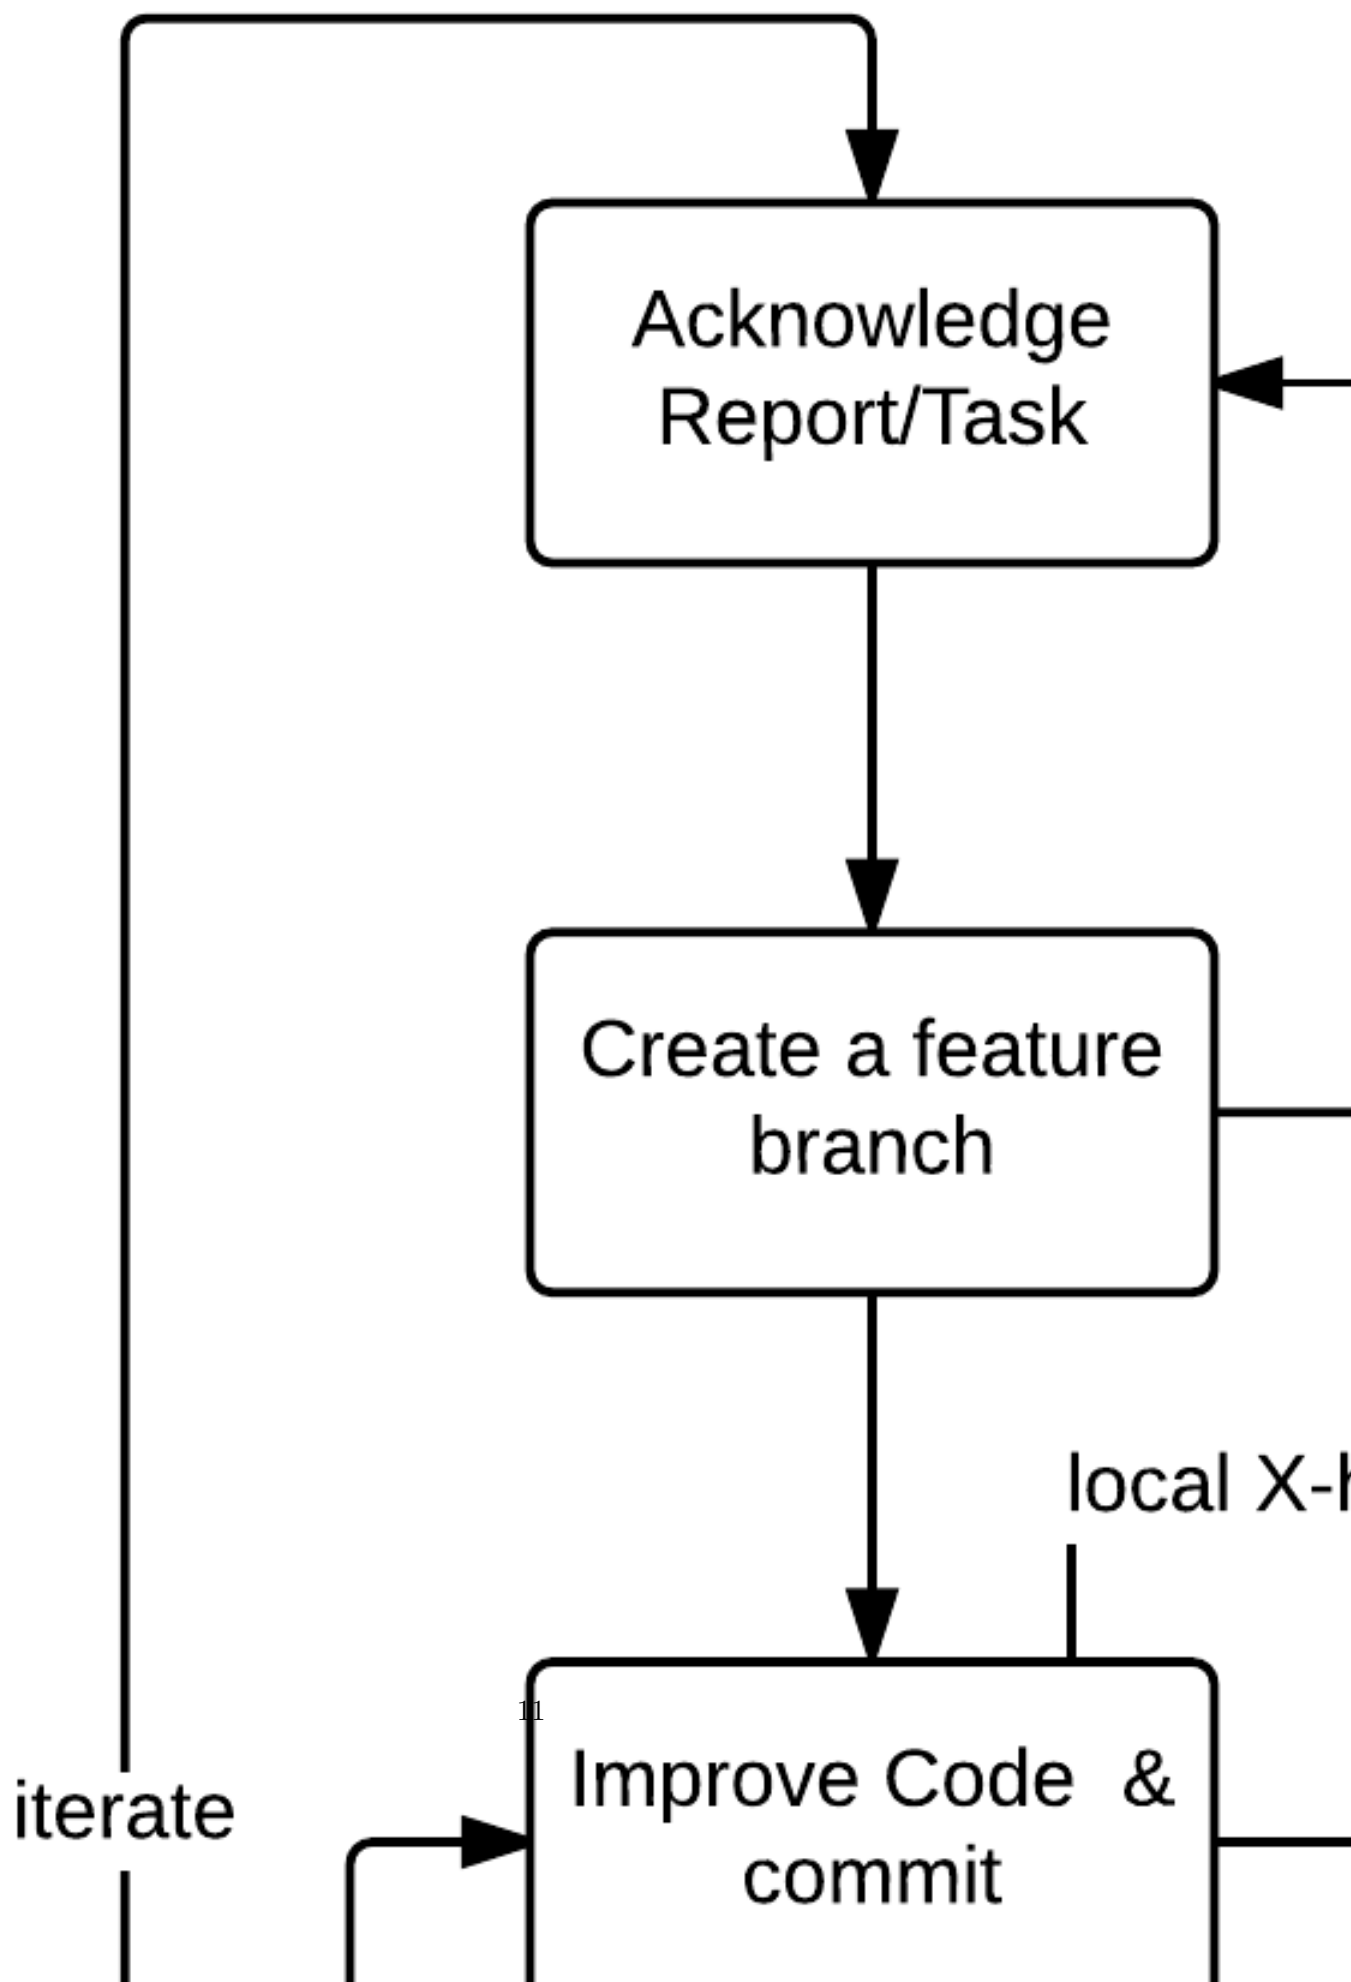 Acknowledge
Report/Task
Create a feature
branch
local X-
11
Improve Code &
commit
iterate